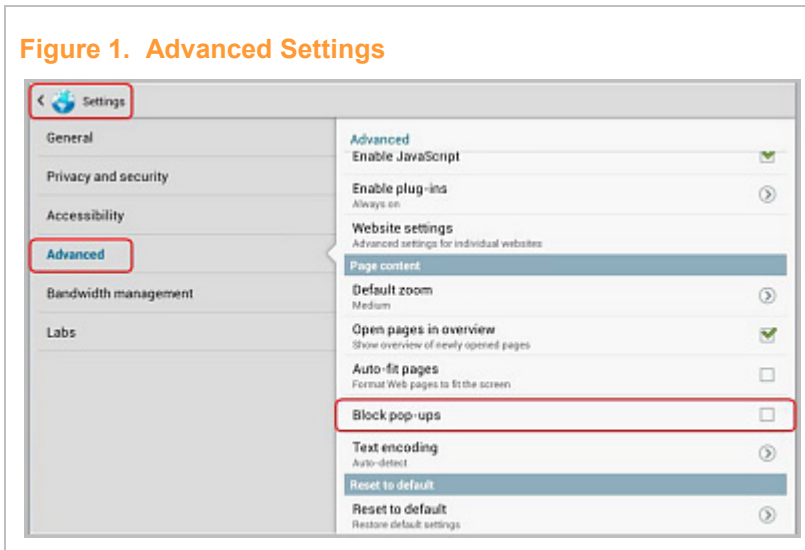 Figure 1. Advanced Settings
Settings
General
Privacy and security
Accessibility
Advanced
Bandwidth management
Labs
Advanced
Enable JavaScript
Enable plug-ins
Always on
Website settings
Advanced settings for individual websites
Page content
Default zoom
Medium
Open pages in overview
Show overview of newly opened pages
Auto-fit pages
Format Web pages to fit the screen
Block pop-ups
Text encoding
Auto-detect
Reset to default
Reset to default
Restore default settings